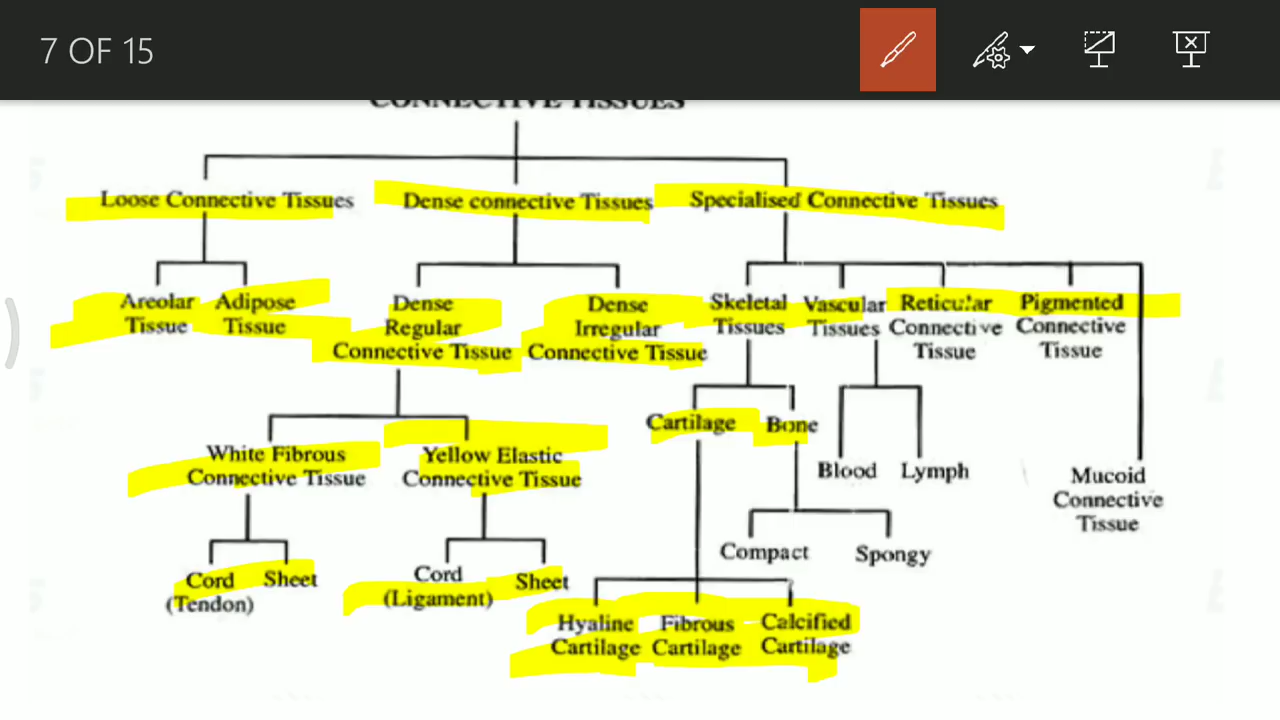 7 OF 15
CONNECTIVE TISSUES
Loose Connective Tissues Dense connective Tissues Specialised Connective Tissues
Areolar Tissue
Adipose Tissue
Dense Regular Connective Tissue
Dense Irregular Connective Tissue
Skeletal Tissues
Vascular Tissues
Reticular Connective Tissue
Pigmented Connective Tissue
White Fibrous Connective Tissue
Yellow Elastic Connective Tissue
Cartilage Bone
Blood Lymph
Mucoid Connective Tissue
Compact Spongy
Cord (Tendon)
Sheet
Cord (Ligament)
Sheet
Hyaline Cartilage
Fibrous Cartilage
Calcified Cartilage